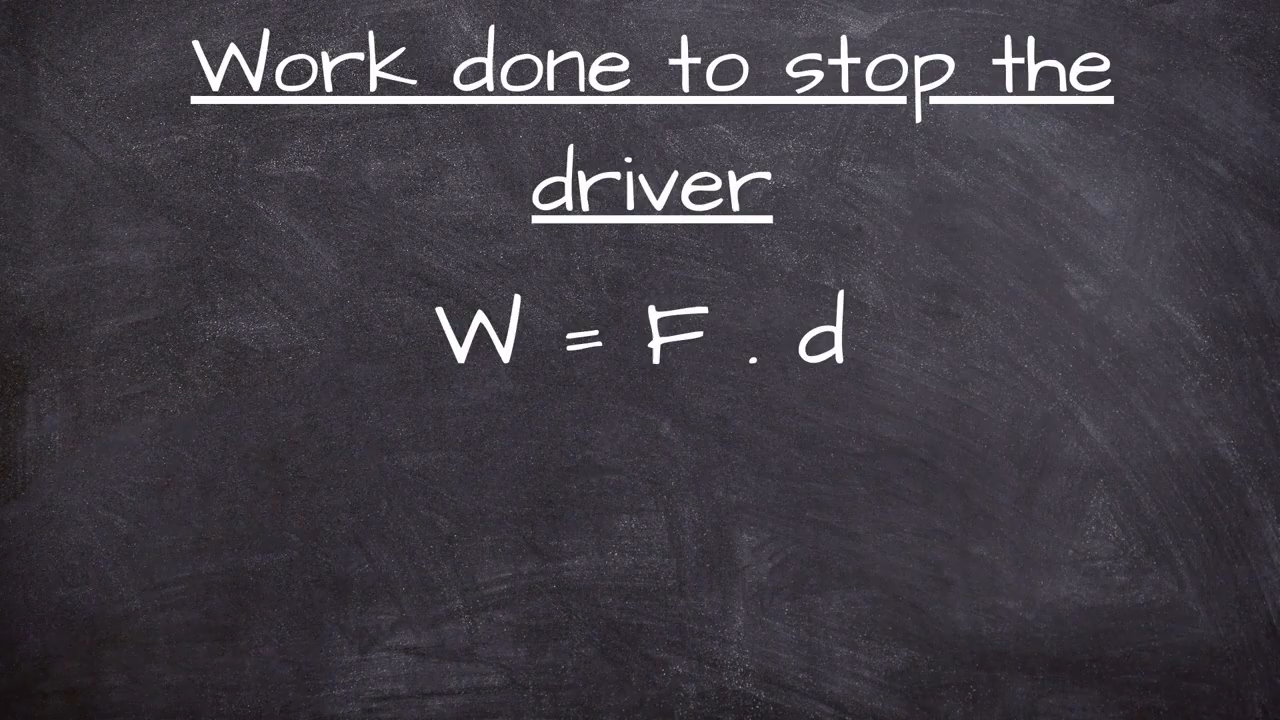 Work done to stop the
driver
W = F . d